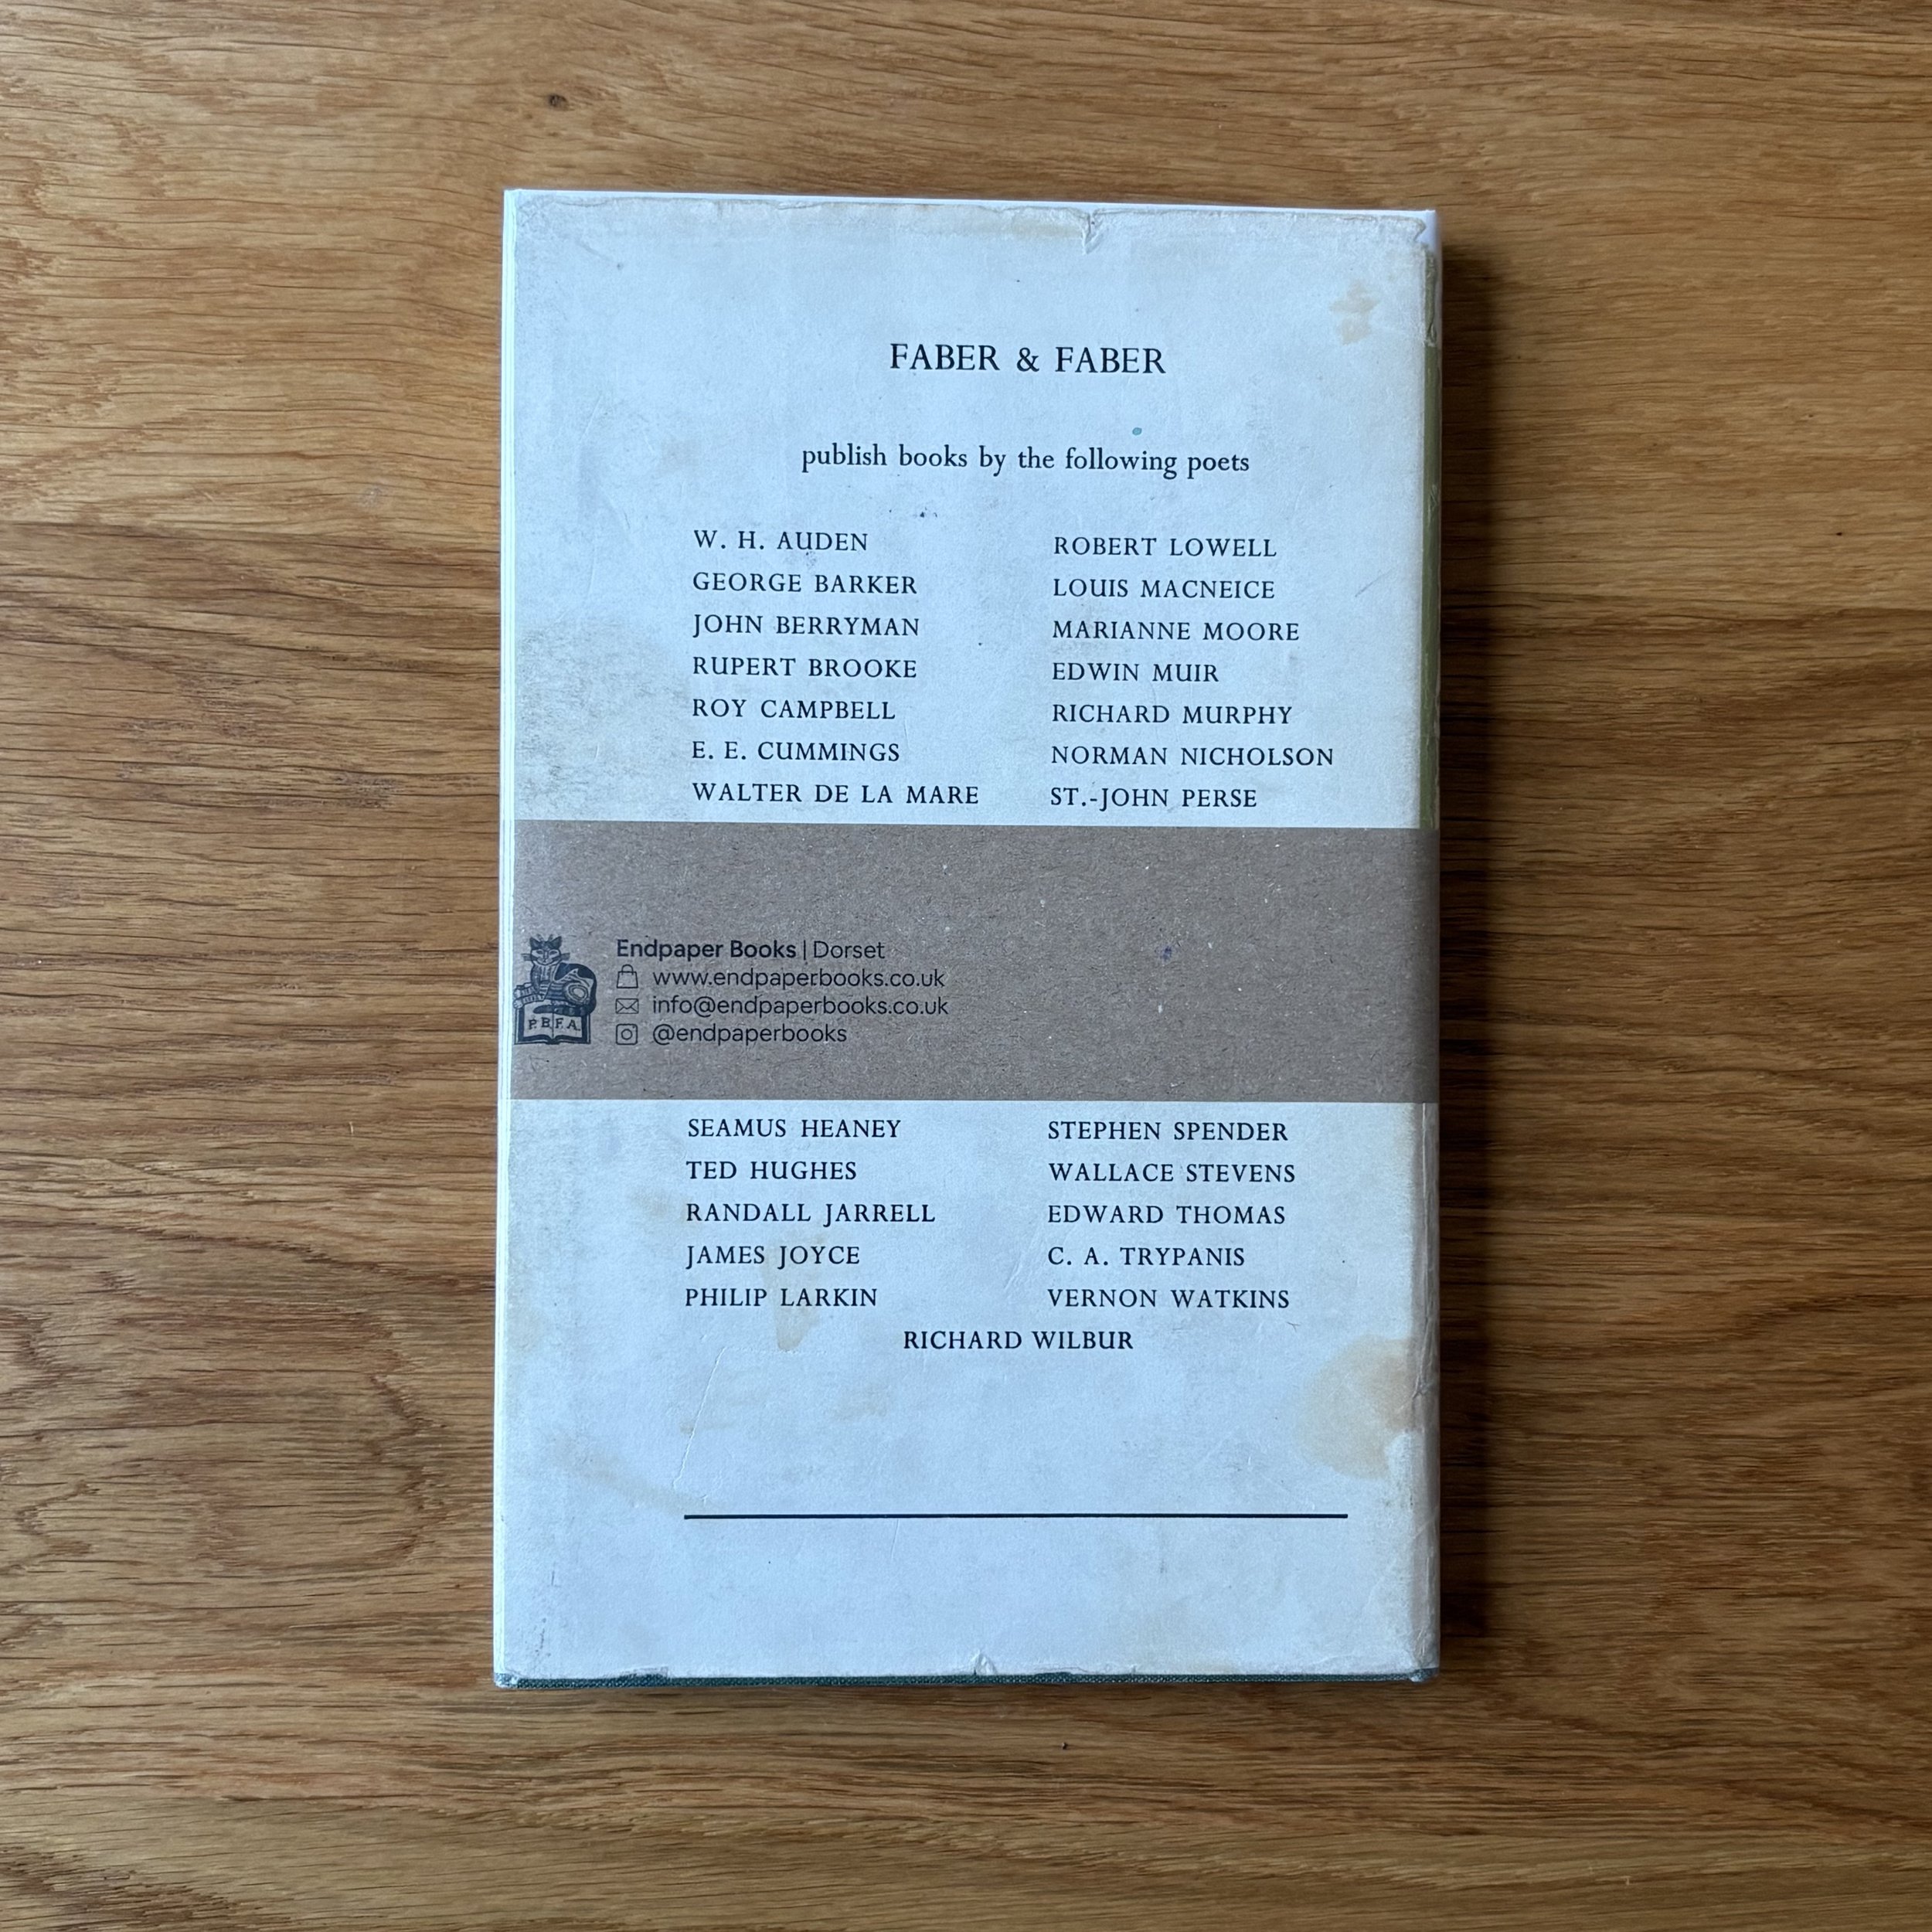 FABER & FABER
publish books by the following poets
W. H. AUDEN
GEORGE BARKER
JOHN BERRYMAN
RUPERT BROOKE
ROY CAMPBELL
E. E. CUMMINGS
WALTER DE LA MARE
ROBERT LOWELL
LOUIS MACNEICE
MARIANNE MOORE
EDWIN MUIR
RICHARD MURPHY
NORMAN NICHOLSON
ST.-JOHN PERSE
P.B.F.A.
Endpaper Books | Dorset
www.endpaperbooks.co.uk
info@endpaperbooks.co.uk
@endpaperbooks
SEAMUS HEANEY
TED HUGHES
RANDALL JARRELL
JAMES JOYCE
PHILIP LARKIN
STEPHEN SPENDER
WALLACE STEVENS
EDWARD THOMAS
C. A. TRYPANIS
VERNON WATKINS
RICHARD WILBUR